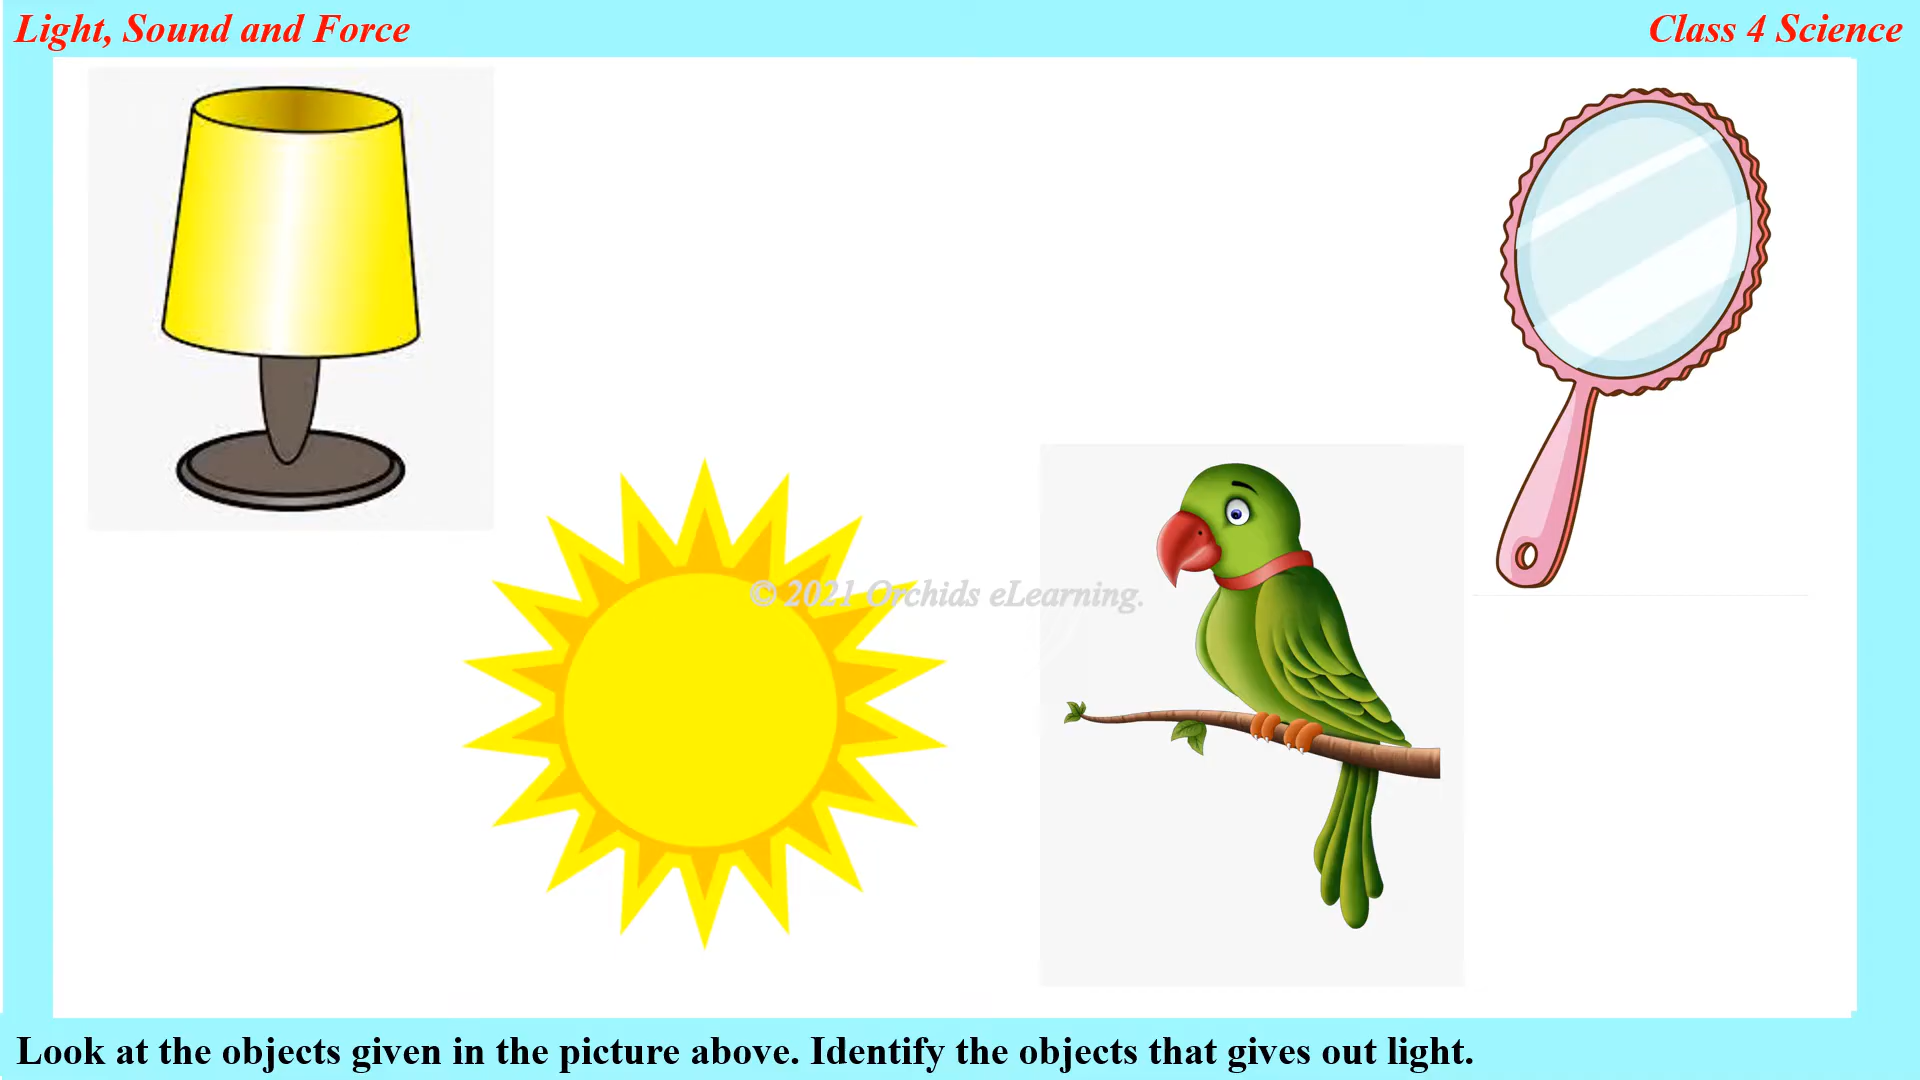 Light, Sound and Force
Class 4 Science
© 2021 Orchids eLearning.
Look at the objects given in the picture above. Identify the objects that gives out light.